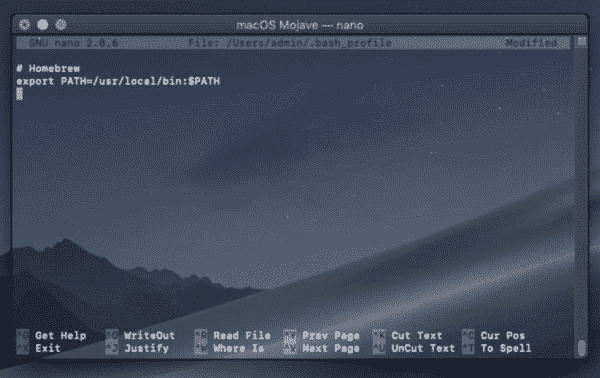 macOS Mojave — nano
GNU nano 2.0.6 File: /Users/admin/.bash_profile Modified
# Homebrew
export PATH=/usr/local/bin:$PATH
^G Get Help ^O WriteOut ^R Read File ^Y Prev Page ^K Cut Text ^C Cur Pos
^X Exit ^J Justify ^W Where Is ^V Next Page ^U UnCut Text ^T To Spell